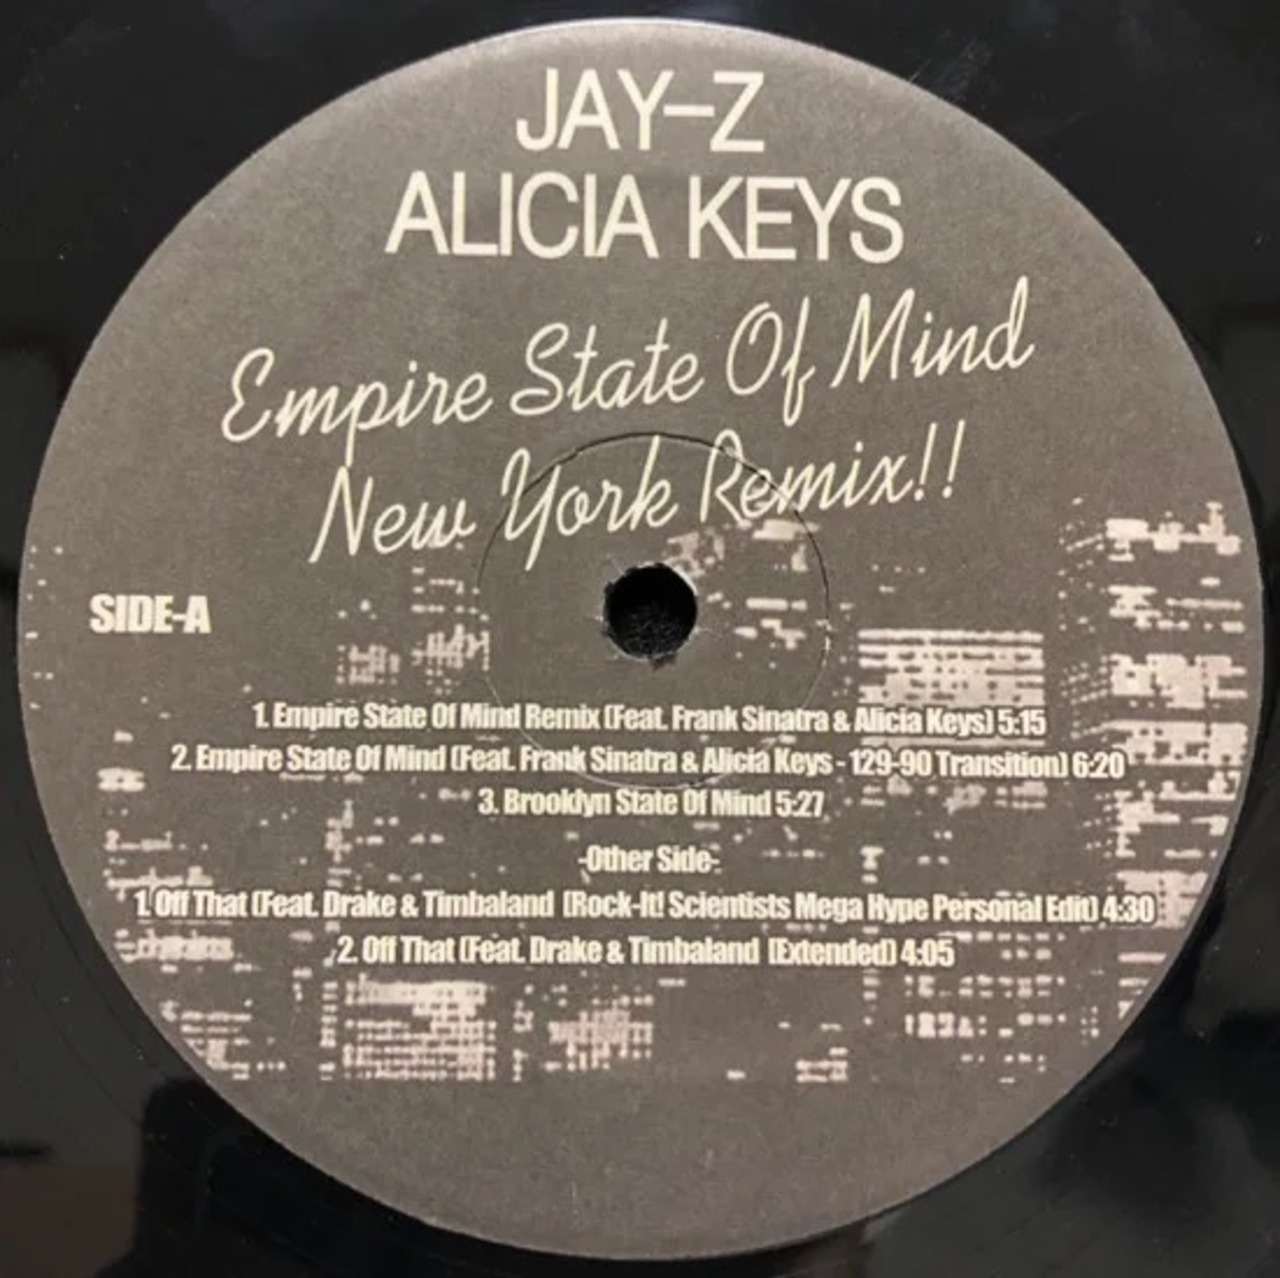 JAY-Z
ALICIA KEYS
Empire State Of Mind
New York Remix!!
SIDE-A
1. Empire State Of Mind Remix (Feat. Frank Sinatra & Alicia Keys) 5:15
2. Empire State Of Mind (Feat. Frank Sinatra & Alicia Keys - 129-90 Transition) 6:20
3. Brooklyn State Of Mind 5:27
-Other Side-
1. Off That (Feat. Drake & Timbaland (Rock-It! Scientists Mega Hype Personal Edit) 4:30
2. Off That (Feat. Drake & Timbaland (Extended) 4:05